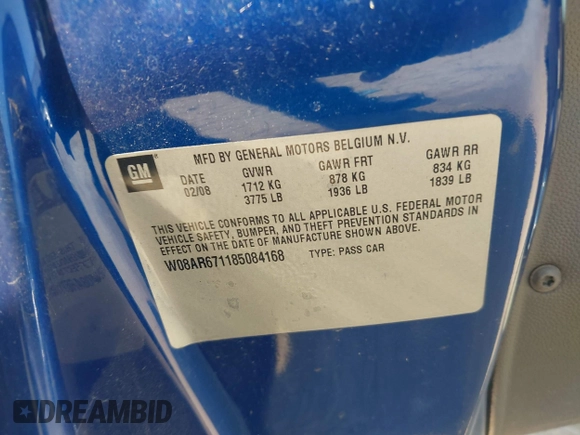 GM
MFD BY GENERAL MOTORS BELGIUM N.V.
DATE GVWR GAWR FRT GAWR RR
02/08 1712 KG 878 KG 834 KG
3775 LB 1936 LB 1839 LB
THIS VEHICLE CONFORMS TO ALL APPLICABLE U.S. FEDERAL MOTOR
VEHICLE SAFETY, BUMPER, AND THEFT PREVENTION STANDARDS IN
EFFECT ON THE DATE OF MANUFACTURE SHOWN ABOVE.
W08AR671185084168 TYPE: PASS CAR
DREAMBID